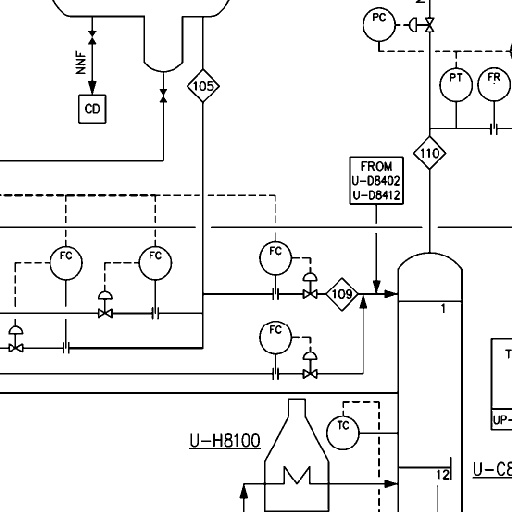 PC
NNF
105
PT
FR
CD
110
FROM
U-D8402
U-D8412
FC
FC
FC
109
1
FC
TC
U-H8100
UP-
12
U-C8